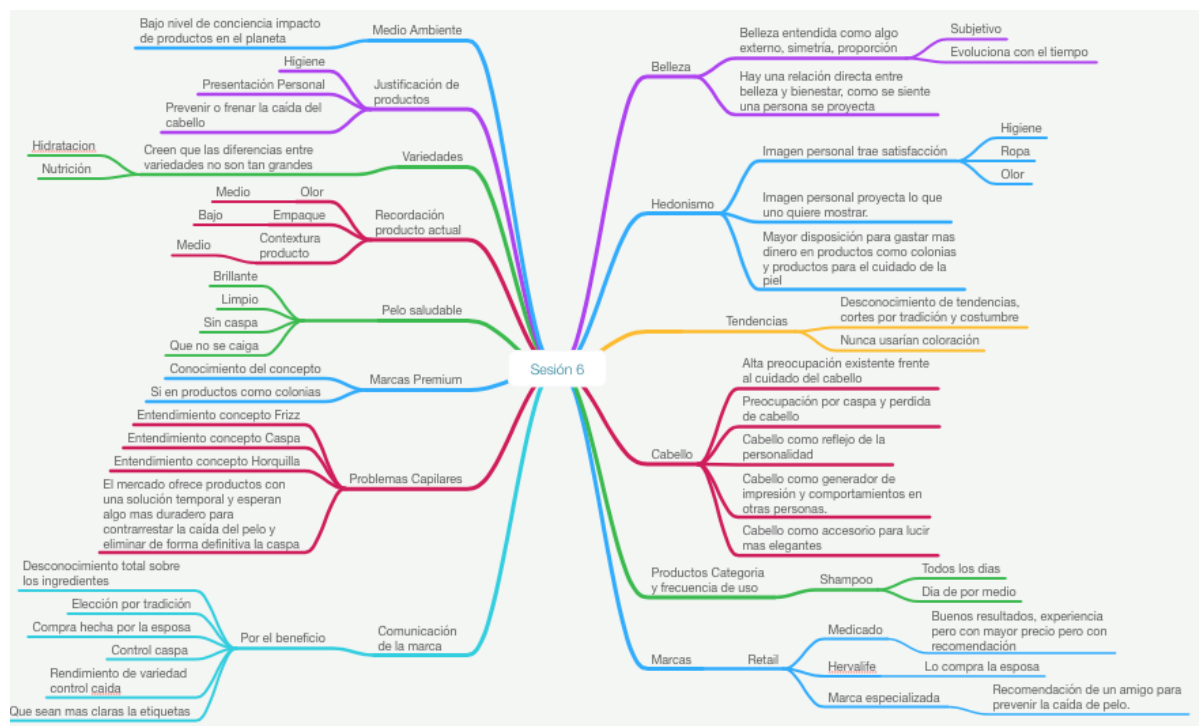 Sesión 6
Medio Ambiente
Bajo nivel de conciencia impacto
de productos en el planeta
Justificación de
productos
Higiene
Presentación Personal
Prevenir o frenar la caída del
cabello
Variedades
Creen que las diferencias entre
variedades no son tan grandes
Hidratacion
Nutrición
Recordación
producto actual
Olor
Medio
Empaque
Bajo
Contextura
producto
Medio
Pelo saludable
Brillante
Limpio
Sin caspa
Que no se caiga
Marcas Premium
Conocimiento del concepto
Si en productos como colonias
Problemas Capilares
Entendimiento concepto Frizz
Entendimiento concepto Caspa
Entendimiento concepto Horquilla
El mercado ofrece productos con
una solución temporal y esperan
algo mas duradero para
contrarrestar la caida del pelo y
eliminar de forma definitiva la caspa
Comunicación
de la marca
Por el beneficio
Desconocimiento total sobre
los ingredientes
Elección por tradición
Compra hecha por la esposa
Control caspa
Rendimiento de variedad
control caida
Que sean mas claras la etiquetas
Belleza
Belleza entendida como algo
externo, simetría, proporción
Subjetivo
Evoluciona con el tiempo
Hay una relación directa entre
belleza y bienestar, como se siente
una persona se proyecta
Hedonismo
Imagen personal trae satisfacción
Higiene
Ropa
Olor
Imagen personal proyecta lo que
uno quiere mostrar.
Mayor disposición para gastar mas
dinero en productos como colonias
y productos para el cuidado de la
piel
Tendencias
Desconocimiento de tendencias,
cortes por tradición y costumbre
Nunca usarían coloración
Cabello
Alta preocupación existente frente
al cuidado del cabello
Preocupación por caspa y perdida
de cabello
Cabello como reflejo de la
personalidad
Cabello como generador de
impresión y comportamientos en
otras personas.
Cabello como accesorio para lucir
mas elegantes
Productos Categoria
y frecuencia de uso
Shampoo
Todos los dias
Dia de por medio
Marcas
Retail
Medicado
Buenos resultados, experiencia
pero con mayor precio pero con
recomendación
Hervalife
Lo compra la esposa
Marca especializada
Recomendación de un amigo para
prevenir la caída de pelo.